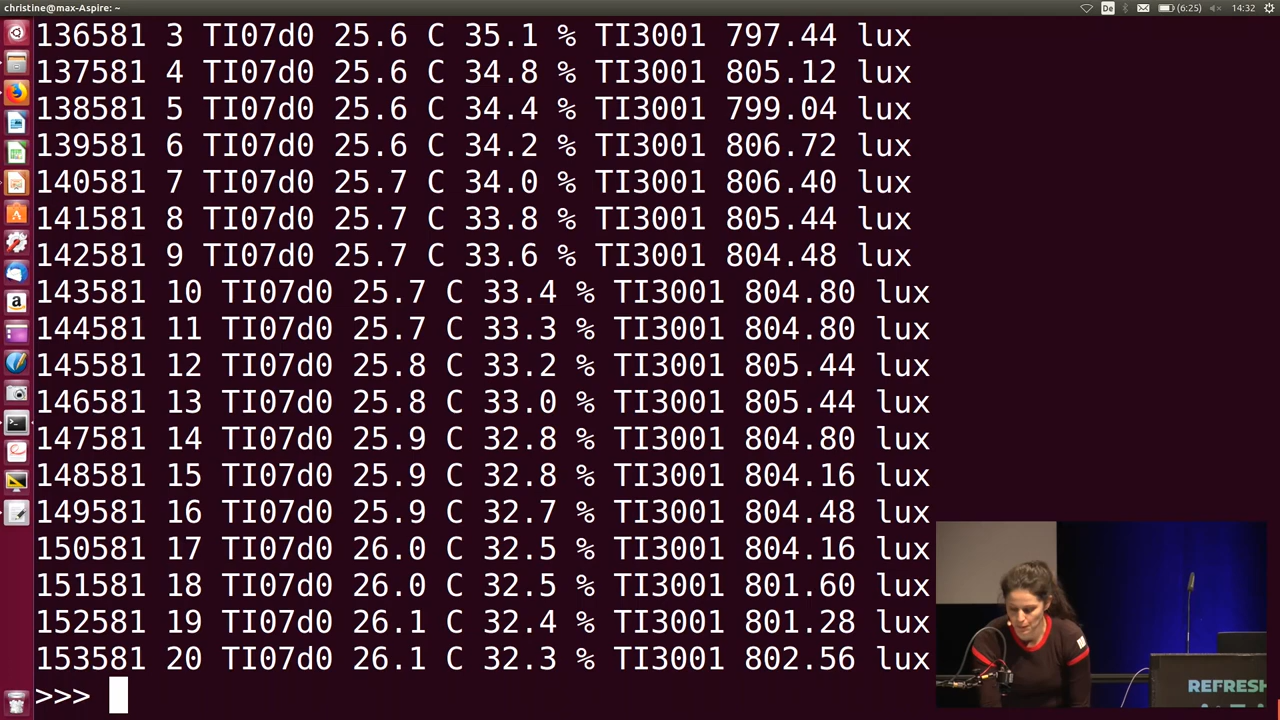 christine@max-Aspire: ~
De
(6:25)
14:32
136581 3 TI07d0 25.6 C 35.1 % TI3001 797.44 lux
137581 4 TI07d0 25.6 C 34.8 % TI3001 805.12 lux
138581 5 TI07d0 25.6 C 34.4 % TI3001 799.04 lux
139581 6 TI07d0 25.6 C 34.2 % TI3001 806.72 lux
140581 7 TI07d0 25.7 C 34.0 % TI3001 806.40 lux
141581 8 TI07d0 25.7 C 33.8 % TI3001 805.44 lux
142581 9 TI07d0 25.7 C 33.6 % TI3001 804.48 lux
143581 10 TI07d0 25.7 C 33.4 % TI3001 804.80 lux
144581 11 TI07d0 25.7 C 33.3 % TI3001 804.80 lux
145581 12 TI07d0 25.8 C 33.2 % TI3001 805.44 lux
146581 13 TI07d0 25.8 C 33.0 % TI3001 805.44 lux
147581 14 TI07d0 25.9 C 32.8 % TI3001 804.80 lux
148581 15 TI07d0 25.9 C 32.8 % TI3001 804.16 lux
149581 16 TI07d0 25.9 C 32.7 % TI3001 804.48 lux
150581 17 TI07d0 26.0 C 32.5 % TI3001 804.16 lux
151581 18 TI07d0 26.0 C 32.5 % TI3001 801.60 lux
152581 19 TI07d0 26.1 C 32.4 % TI3001 801.28 lux
153581 20 TI07d0 26.1 C 32.3 % TI3001 802.56 lux
>>>
REFRESH